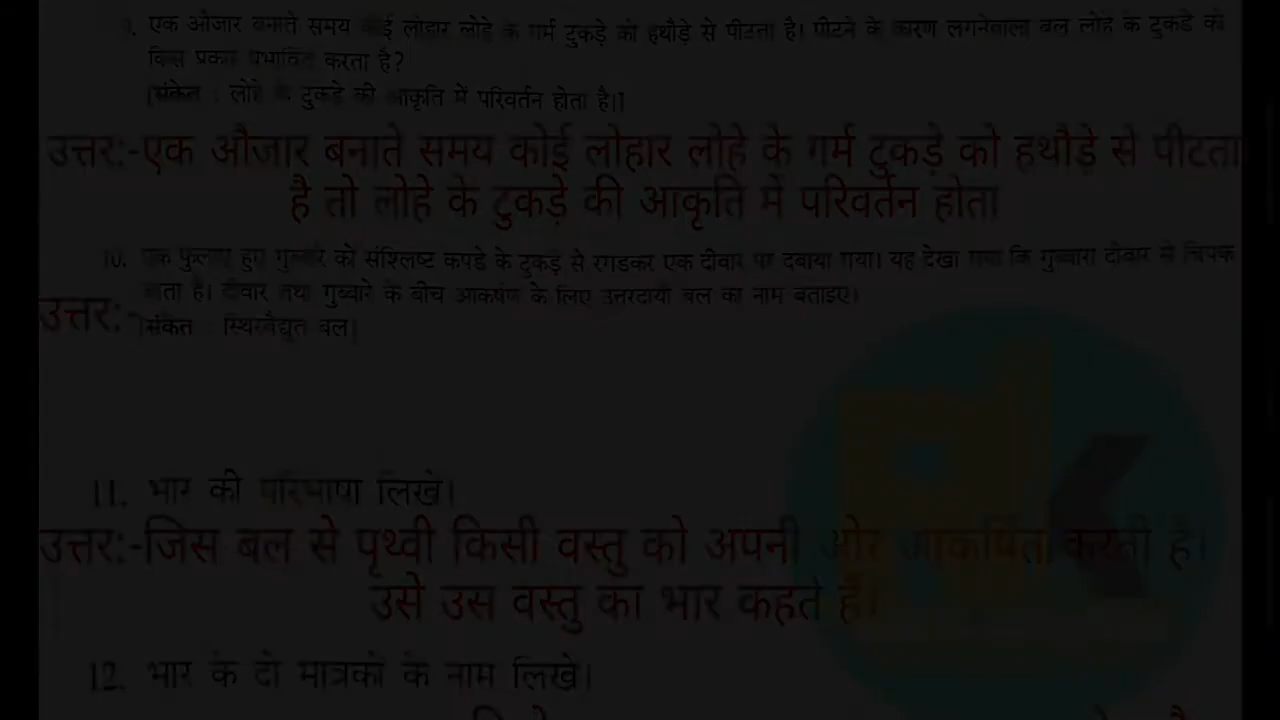 9. एक औजार बनाते समय कोई लोहार लोहे के गर्म टुकड़े को हथौड़े से पीटता है। पीटने के कारण लगनेवाला बल लोहे के टुकडे को
किस प्रकार प्रभावित करता है?
[संकेत : लोहे के टुकड़े की आकृति में परिवर्तन होता है।]
उत्तर:-एक औजार बनाते समय कोई लोहार लोहे के गर्म टुकड़े को हथौड़े से पीटता
है तो लोहे के टुकड़े की आकृति में परिवर्तन होता
10. एक फुलाए हुए गुब्बारे को संश्लिष्ट कपडे के टुकड़े से रगडकर एक दीवार पर दबाया गया। यह देखा गया कि गुब्बारा दीवार से चिपक
जाता है। दीवार तथा गुब्बारे के बीच आकर्षण के लिए उत्तरदायी बल का नाम बताइए।
उत्तर:-
[संकेत : स्थिरवैद्युत बल]
11. भार की परिभाषा लिखे।
उत्तर:-जिस बल से पृथ्वी किसी वस्तु को अपनी ओर आकर्षित करती है।
उसे उस वस्तु का भार कहते है।
12. भार के दो मात्रकों के नाम लिखे।